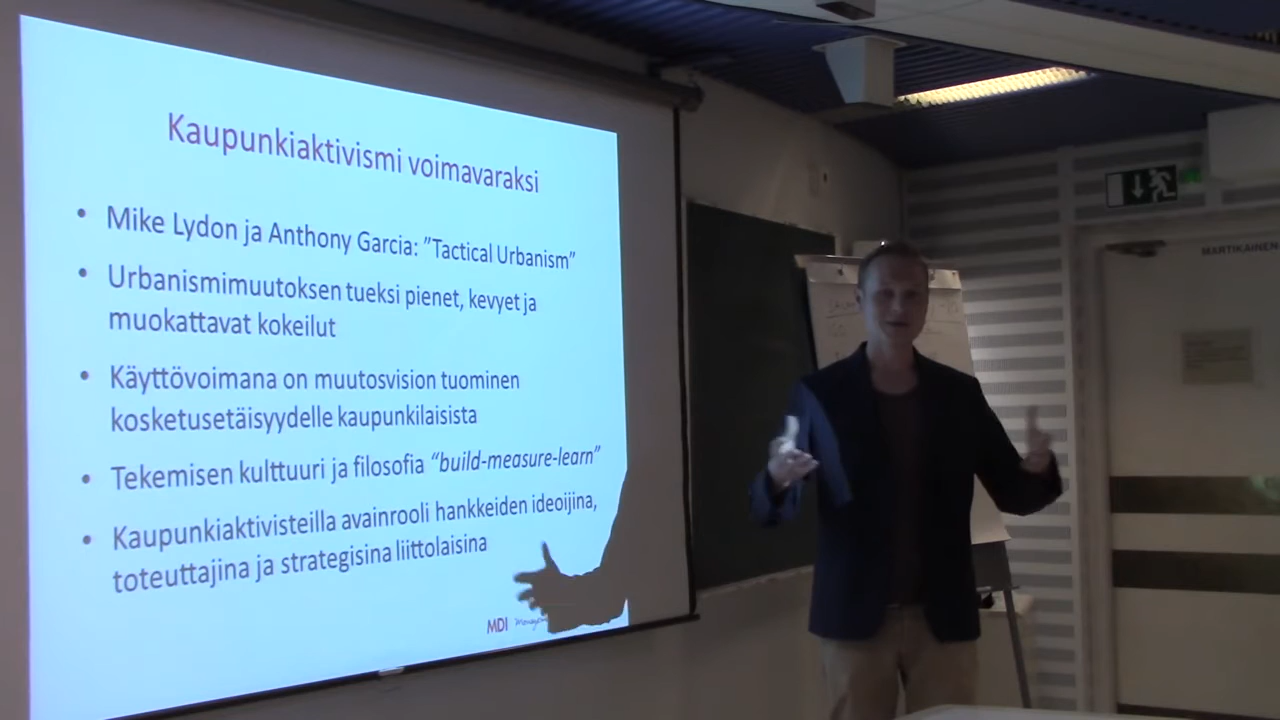 Kaupunkiaktivismi voimavaraksi
• Mike Lydon ja Anthony Garcia: ”Tactical Urbanism”
• Urbanismimuutoksen tueksi pienet, kevyet ja
muokattavat kokeilut
• Käyttövoimana on muutosvision tuominen
kosketusetäisyydelle kaupunkilaisista
• Tekemisen kulttuuri ja filosofia “build-measure-learn”
• Kaupunkiaktivisteilla avainrooli hankkeiden ideoijina,
toteuttajina ja strategisina liittolaisina
MDI
MARTIKAINEN